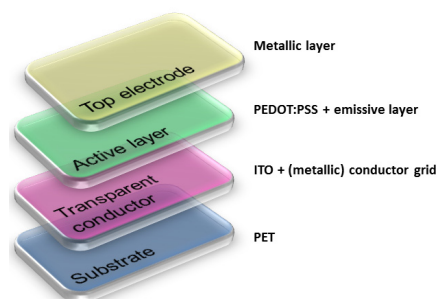 Metallic layer
Top electrode
PEDOT:PSS + emissive layer
Active layer
ITO + (metallic) conductor grid
Transparent
conductor
PET
Substrate